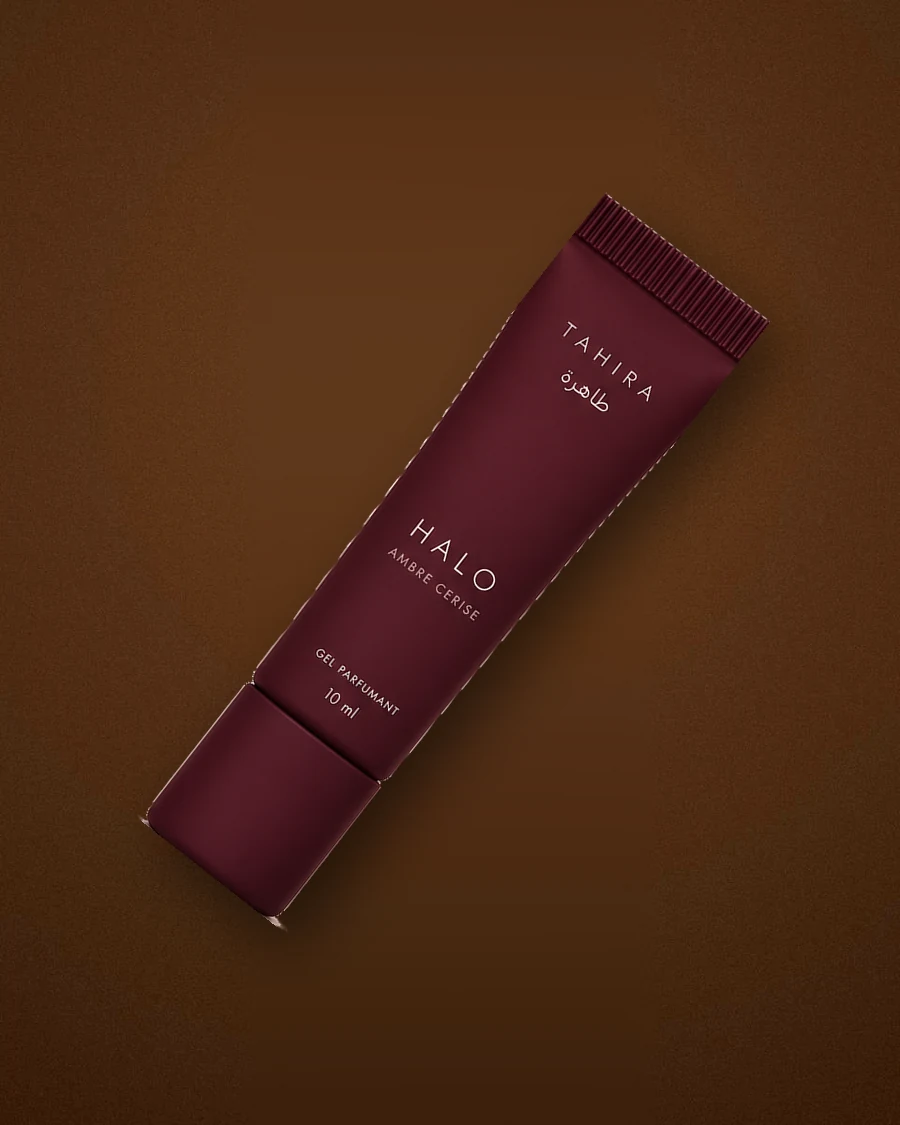 TAHIRA
طاهرة
HALO
AMBRE CERISE
GEL PARFUMANT
10 ml